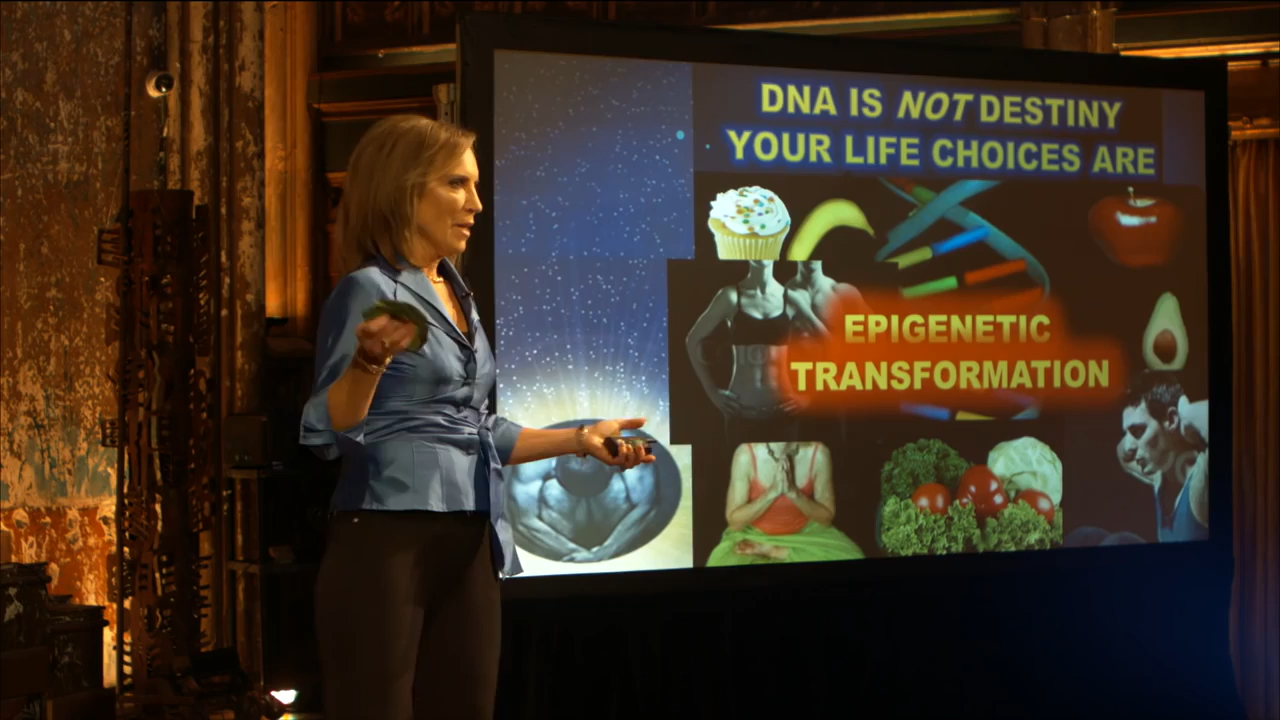 DNA IS NOT DESTINY
YOUR LIFE CHOICES ARE
EPIGENETIC
TRANSFORMATION